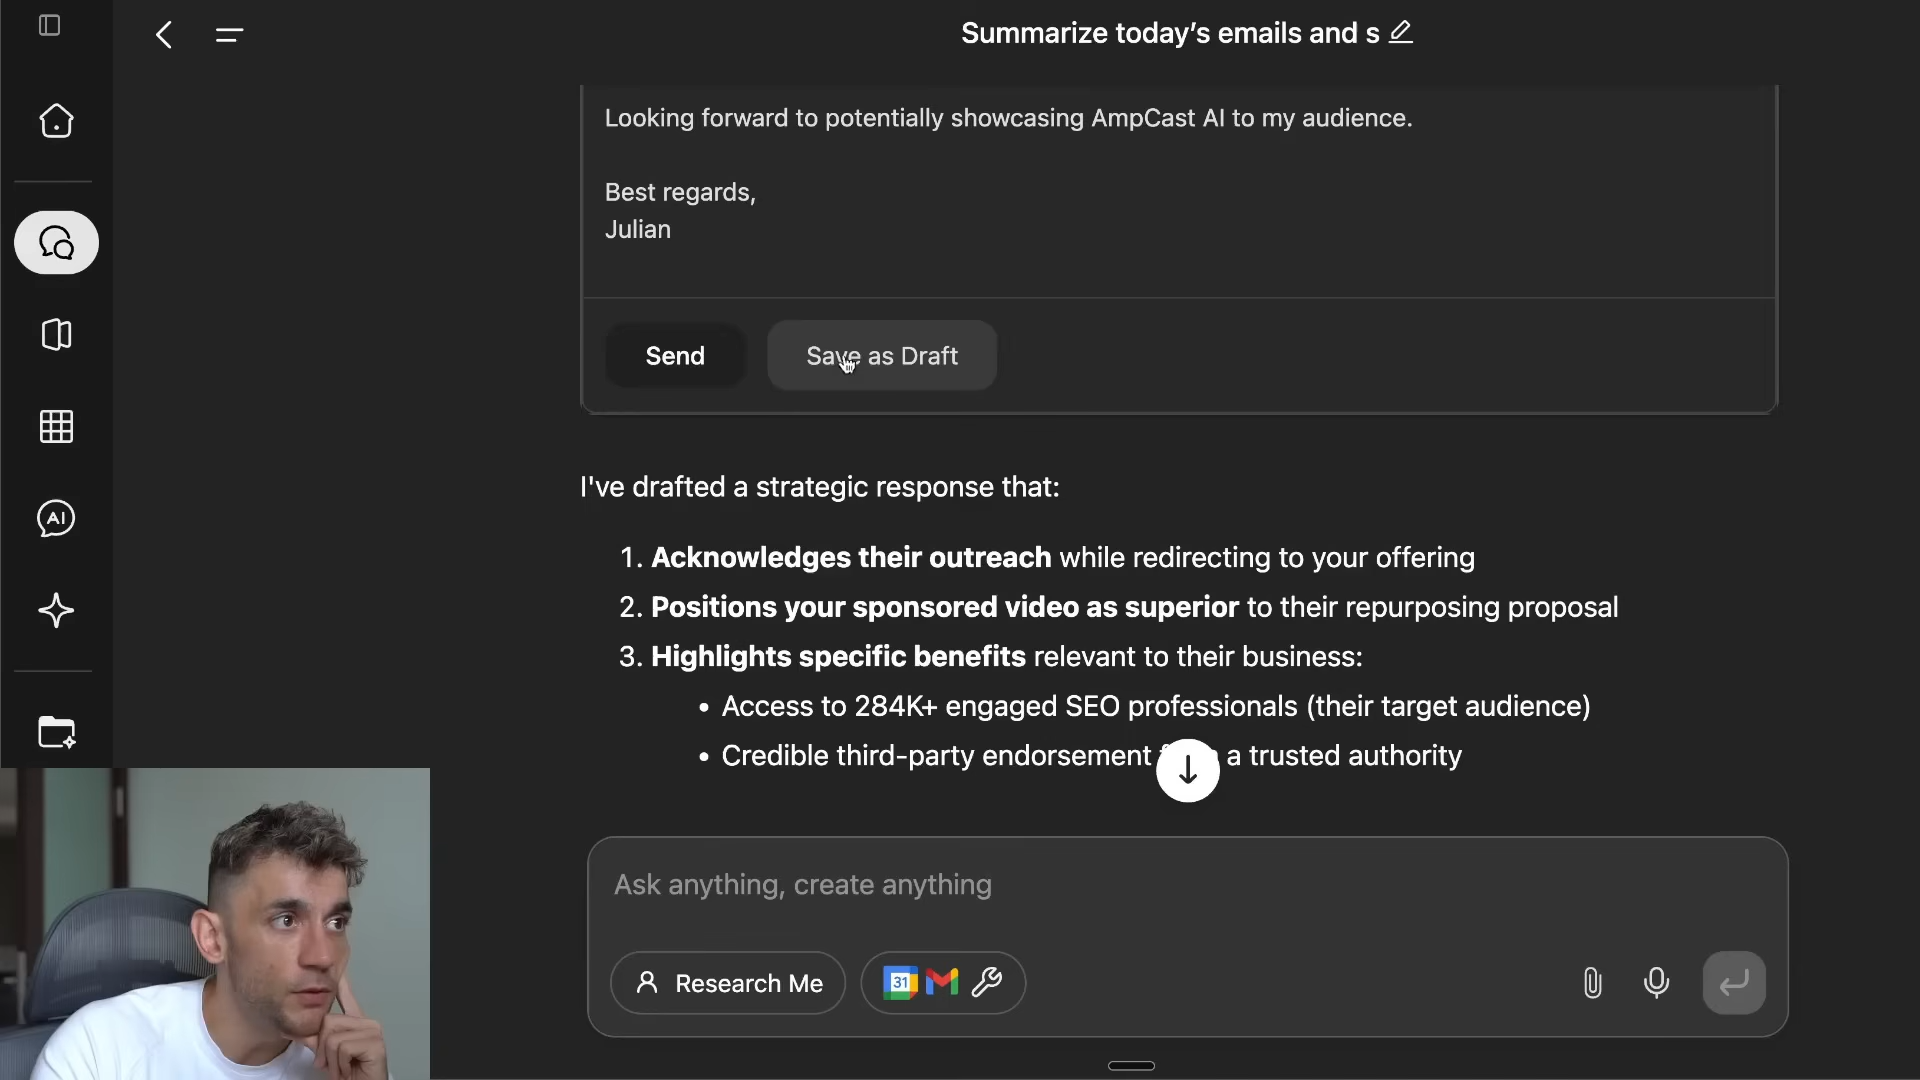 Summarize today's emails and s
Looking forward to potentially showcasing AmpCast AI to my audience.
Best regards,
Julian
Send
Save as Draft
I've drafted a strategic response that:
1. Acknowledges their outreach while redirecting to your offering
2. Positions your sponsored video as superior to their repurposing proposal
3. Highlights specific benefits relevant to their business:
• Access to 284K+ engaged SEO professionals (their target audience)
• Credible third-party endorsement a trusted authority
Ask anything, create anything
Research Me
31
AI